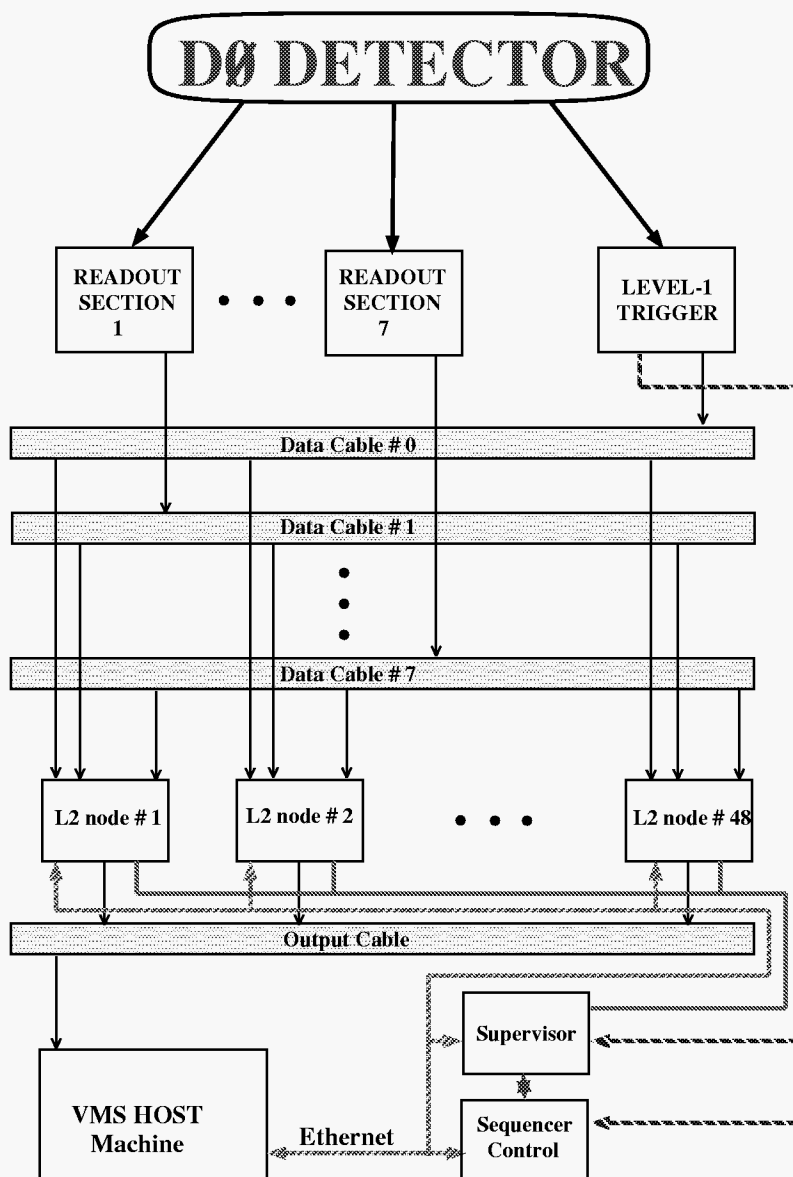 DØ DETECTOR
READOUT
SECTION
1
READOUT
SECTION
7
LEVEL-1
TRIGGER
Data Cable # 0
Data Cable # 1
Data Cable # 7
L2 node # 1
L2 node # 2
L2 node # 48
Output Cable
Supervisor
VMS HOST
Machine
Ethernet
Sequencer
Control